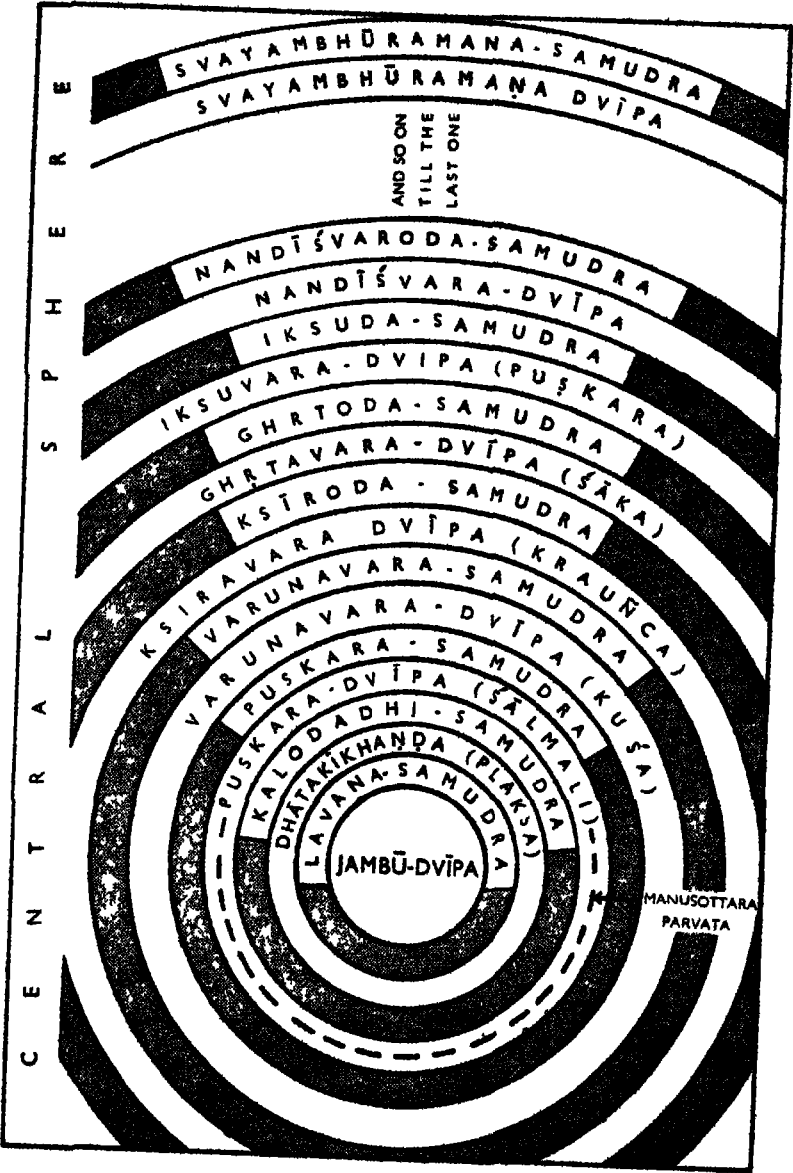 CENTRAL SPHERE
SVAYAMBHŪRAMANA-SAMUDRA
SVAYAMBHŪRAMAṆA DVĪPA
AND SO ON
TILL THE
LAST ONE
NANDĪŚVARODA-SAMUDRA
NANDĪŚVARA-DVĪPA
IKSUDA-SAMUDRA
IKSUVARA-DVIPA (PUṢKARA)
GHRTODA-SAMUDRA
GHṚTAVARA-DVĪPA (ŚĀKA)
KSĪRODA-SAMUDRA
KSIRAVARA DVĪPA (KRAUÑCA)
VARUNAVARA-SAMUDRA
VARUNAVARA-DVĪPA (KUŚA)
PUSKARA-SAMUDRA
PUSKARA-DVĪPA (ŚĀLMALI)
KALODADHI-SAMUDRA
DHĀTAKĪKHAṆḌA (PLAKSA)
LAVANA-SAMUDRA
JAMBŪ-DVĪPA
MANUSOTTARA
PARVATA